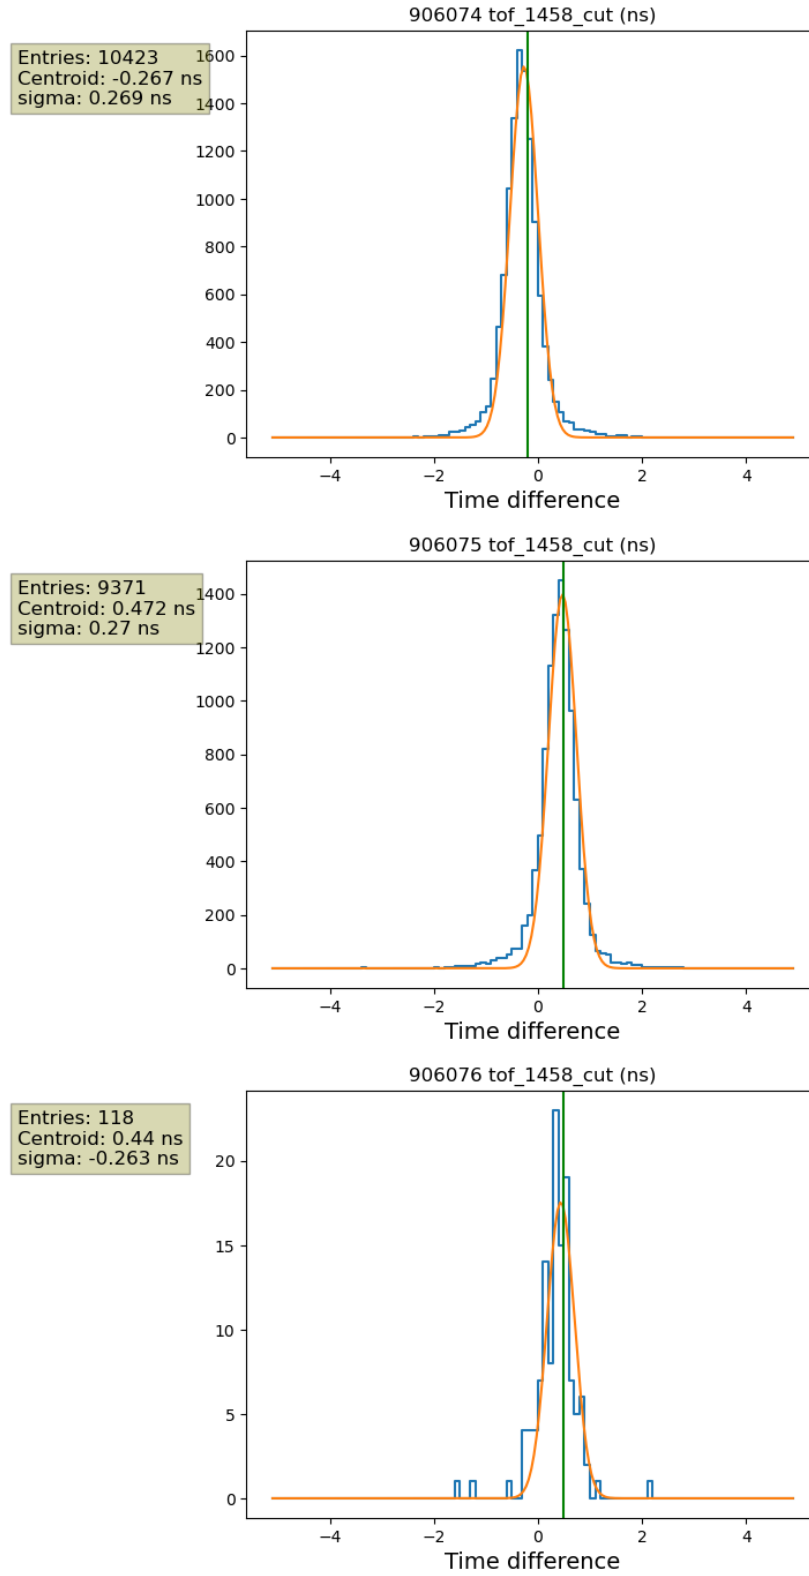 906074 tof_1458_cut (ns)
Entries: 10423
Centroid: -0.267 ns
sigma: 0.269 ns
1600
1400
1200
1000
800
600
400
200
0
−4 −2 0 2 4
Time difference
906075 tof_1458_cut (ns)
Entries: 9371
Centroid: 0.472 ns
sigma: 0.27 ns
1400
1200
1000
800
600
400
200
0
−4 −2 0 2 4
Time difference
906076 tof_1458_cut (ns)
Entries: 118
Centroid: 0.44 ns
sigma: -0.263 ns
20
15
10
5
0
−4 −2 0 2 4
Time difference